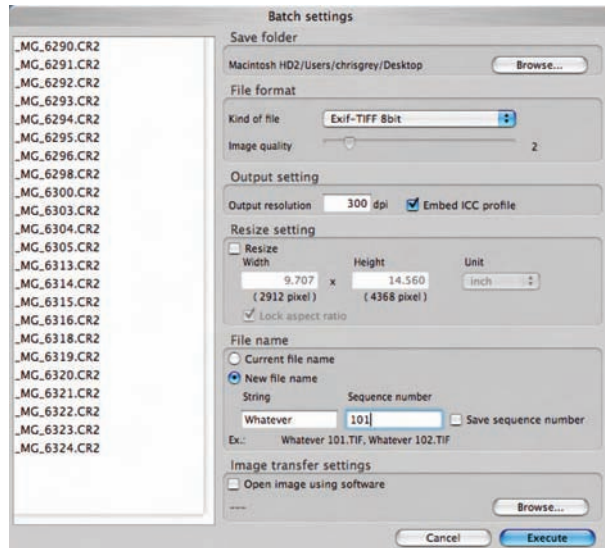 Batch settings
_MG_6290.CR2
_MG_6291.CR2
_MG_6292.CR2
_MG_6293.CR2
_MG_6294.CR2
_MG_6295.CR2
_MG_6296.CR2
_MG_6298.CR2
_MG_6300.CR2
_MG_6303.CR2
_MG_6304.CR2
_MG_6305.CR2
_MG_6313.CR2
_MG_6314.CR2
_MG_6315.CR2
_MG_6316.CR2
_MG_6318.CR2
_MG_6319.CR2
_MG_6320.CR2
_MG_6321.CR2
_MG_6322.CR2
_MG_6323.CR2
_MG_6324.CR2
Save folder
Macintosh HD2/Users/chrisgrey/Desktop Browse...
File format
Kind of file Exif-TIFF 8bit
Image quality 2
Output setting
Output resolution 300 dpi Embed ICC profile
Resize setting
Resize
Width Height Unit
9.707 x 14.560 inch
(2912 pixel) (4368 pixel)
Lock aspect ratio
File name
Current file name
New file name
String Sequence number
Whatever 101 Save sequence number
Ex.: Whatever 101.TIF, Whatever 102.TIF
Image transfer settings
Open image using software
--- Browse...
Cancel Execute